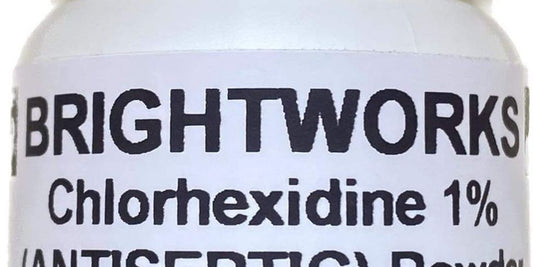 BRIGHTWORKS
Chlorhexidine 1%
(ANTISEPTIC) Powder